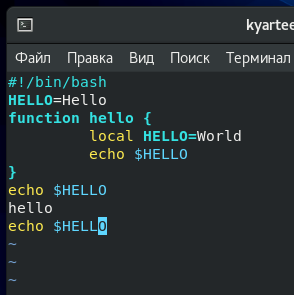 kyartee
Файл Правка Вид Поиск Терминал
#!/bin/bash
HELLO=Hello
function hello {
        local HELLO=World
        echo $HELLO
}
echo $HELLO
hello
echo $HELLO
~
~
~